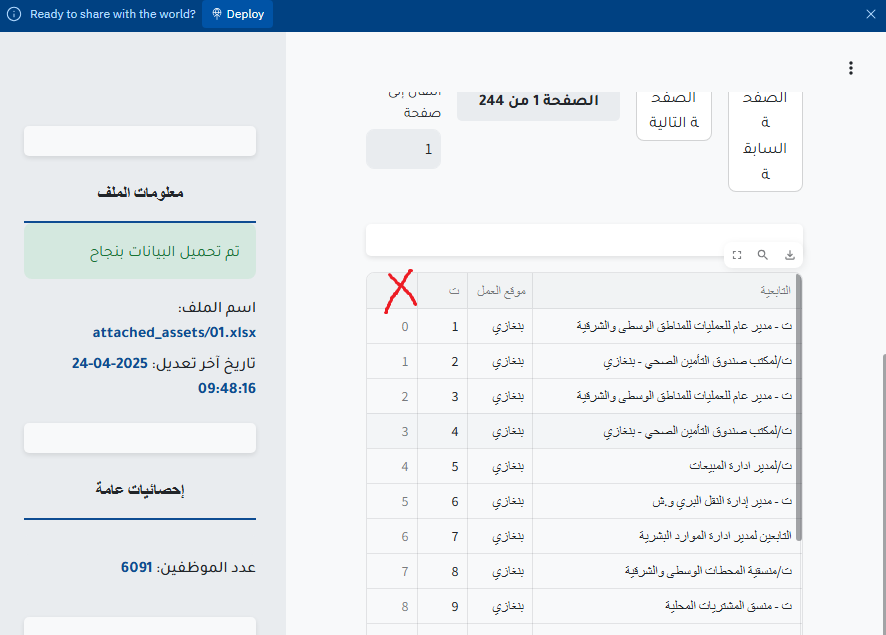 Ready to share with the world? Deploy
معلومات الملف
تم تحميل البيانات بنجاح
اسم الملف:
attached_assets/01.xlsx
تاريخ آخر تعديل: 2025-04-24
09:48:16
إحصائيات عامة
عدد الموظفين: 6091
الصفح
ة
السابق
ة
الصفح
ة التالية
الصفحة 1 من 244
انتقال إلى
صفحة
1
التابعية موقع العمل ت
ت - مدير عام للعمليات للمناطق الوسطى والشرقية بنغازي 1 0
ت/لمكتب صندوق التأمين الصحي - بنغازي بنغازي 2 1
ت - مدير عام للعمليات للمناطق الوسطى والشرقية بنغازي 3 2
ت/لمكتب صندوق التأمين الصحي - بنغازي بنغازي 4 3
ت/لمدير ادارة المبيعات بنغازي 5 4
ت - مدير إدارة النقل البري و.ش بنغازي 6 5
التابعين لمدير ادارة الموارد البشرية بنغازي 7 6
ت/منسقية المحطات الوسطى والشرقية بنغازي 8 7
ت - منسق المشتريات المحلية بنغازي 9 8